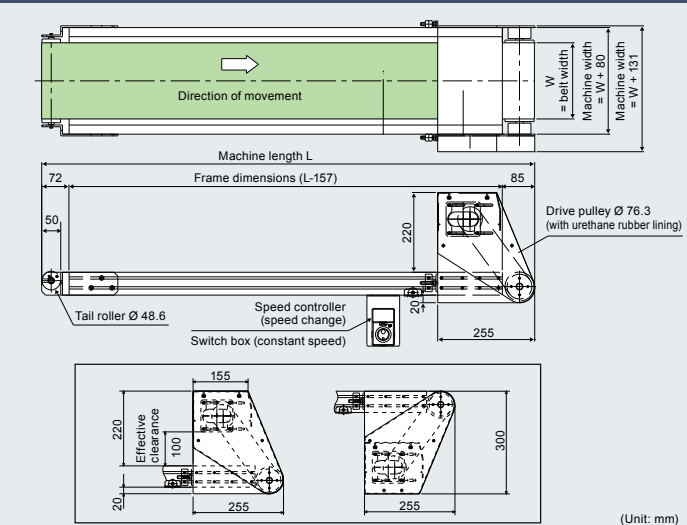 Direction of movement
W
= belt width
Machine width
= W + 80
Machine width
= W + 131
Machine length L
72
Frame dimensions (L-157)
85
50
220
Drive pulley Ø 76.3
(with urethane rubber lining)
Tail roller Ø 48.6
Speed controller
(speed change)
Switch box (constant speed)
20
255
155
220
Effective
clearance
100
20
255
300
255
(Unit: mm)